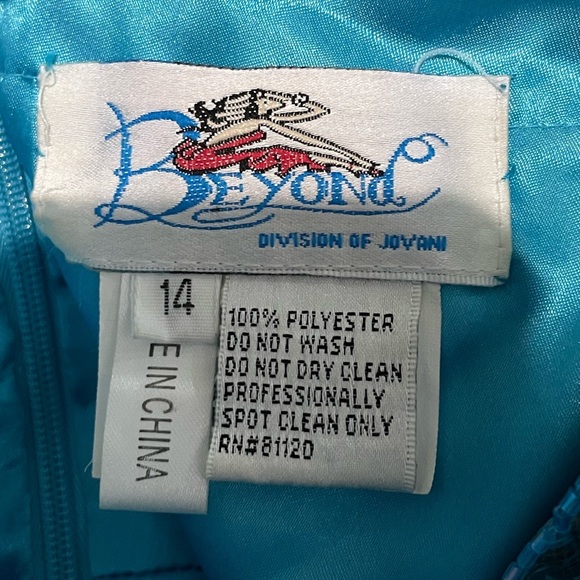 BEYOND
DIVISION OF JOVANI
14
E IN CHINA
100% POLYESTER
DO NOT WASH
DO NOT DRY CLEAN
PROFESSIONALLY
SPOT CLEAN ONLY
RN#81120